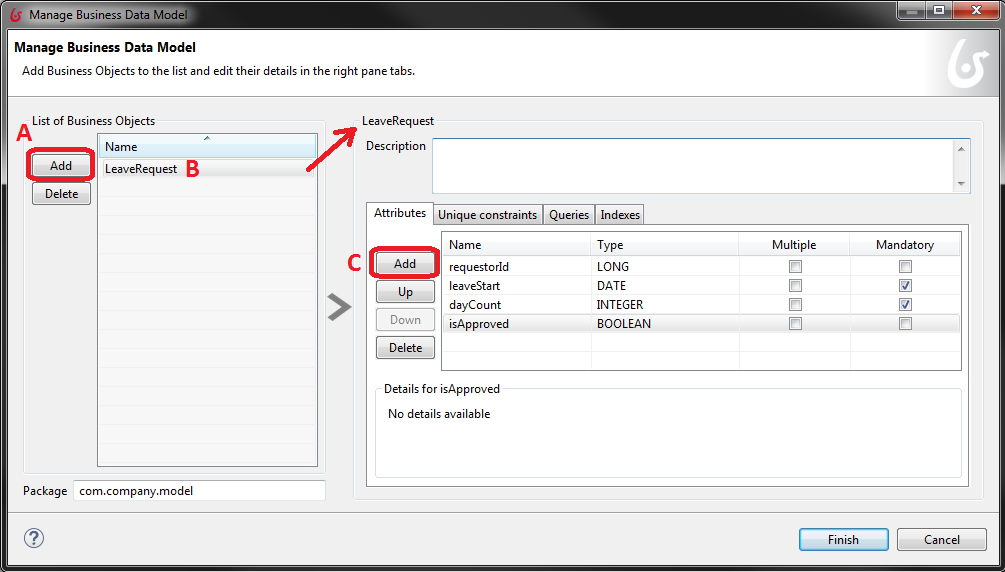 Manage Business Data Model
Manage Business Data Model
Add Business Objects to the list and edit their details in the right pane tabs.
List of Business Objects
A
Add
Delete
Name
LeaveRequest B
Package com.company.model
LeaveRequest
Description
Attributes Unique constraints Queries Indexes
C
Add
Up
Down
Delete
Name Type Multiple Mandatory
requestorId LONG
leaveStart DATE
dayCount INTEGER
isApproved BOOLEAN
Details for isApproved
No details available
?
Finish Cancel